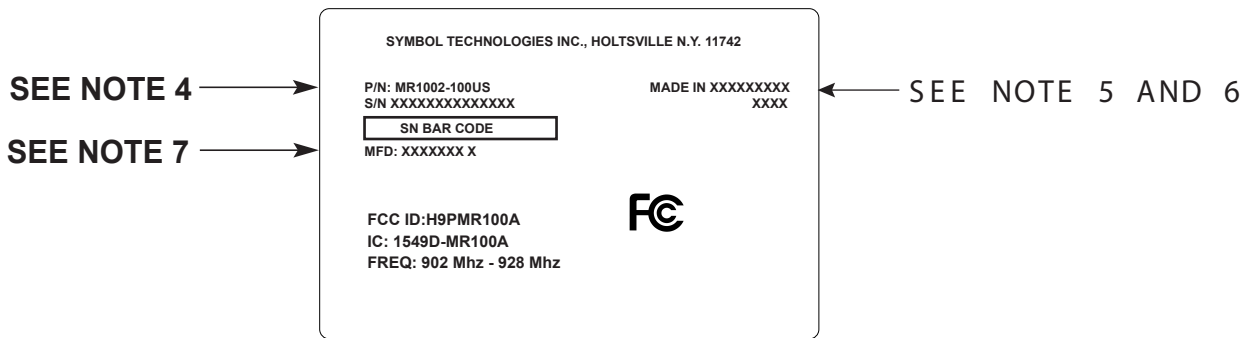 SYMBOL TECHNOLOGIES INC., HOLTSVILLE N.Y. 11742
SEE NOTE 4
P/N: MR1002-100US
S/N XXXXXXXXXXXXXX
MADE IN XXXXXXXXX
XXXX
SEE NOTE 5 AND 6
SN BAR CODE
SEE NOTE 7
MFD: XXXXXXX X
FCC ID:H9PMR100A
IC: 1549D-MR100A
FREQ: 902 Mhz - 928 Mhz
FC